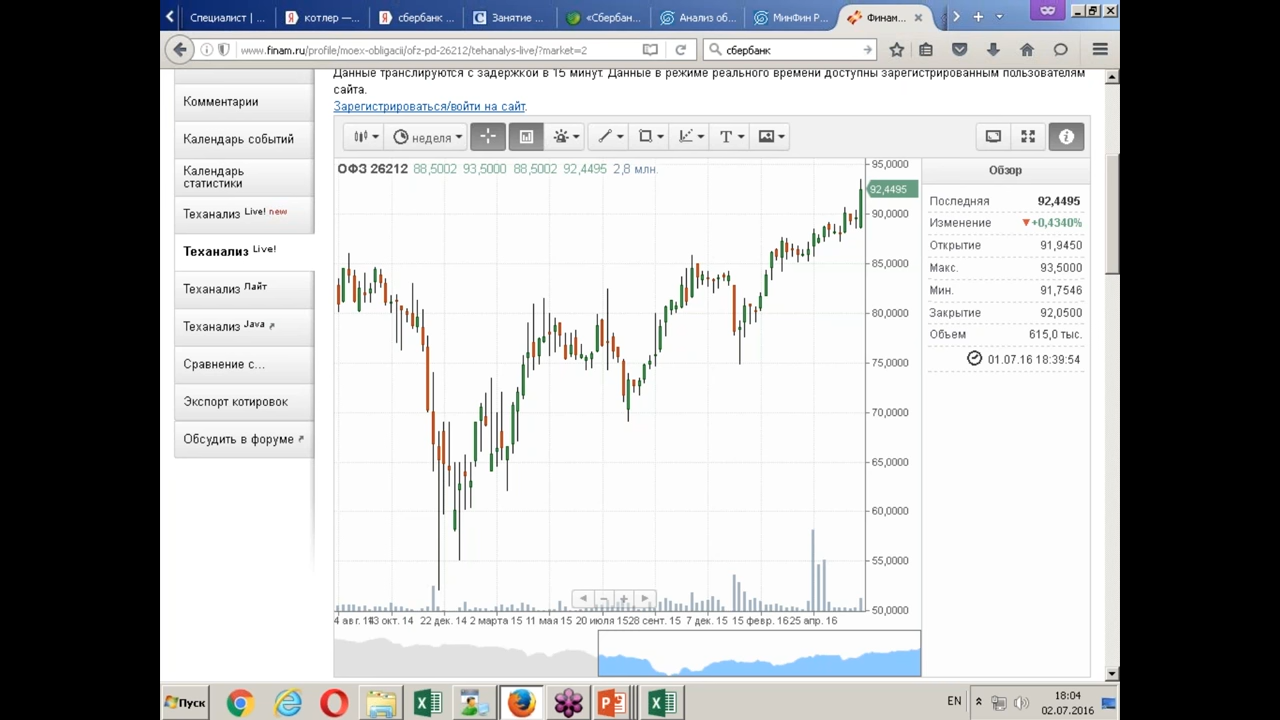 Специалист | ...
котлер —...
сбербанк ...
Занятие ...
«Сбербан...
Анализ об...
МинФин Р...
Финам...
www.finam.ru/profile/moex-obligacii/ofz-pd-26212/tehanalys-live/?market=2
сбербанк
Данные транслируются с задержкой в 15 минут. Данные в режиме реального времени доступны зарегистрированным пользователям
сайта.
Зарегистрироваться/войти на сайт.
Комментарии
Календарь событий
Календарь
статистики
Теханализ Live! new
Теханализ Live!
Теханализ Лайт
Теханализ Java
Сравнение с...
Экспорт котировок
Обсудить в форуме
неделя
T
ОФЗ 26212 88,5002 93,5000 88,5002 92,4495 2,8 млн.
95,0000
92,4495
90,0000
85,0000
80,0000
75,0000
70,0000
65,0000
60,0000
55,0000
50,0000
4 авг. 14
13 окт. 14
22 дек. 14
2 марта 15
11 мая 15
20 июля 15
28 сент. 15
7 дек. 15
15 февр. 16
25 апр. 16
Обзор
Последняя 92,4495
Изменение +0,4340%
Открытие 91,9450
Макс. 93,5000
Мин. 91,7546
Закрытие 92,0500
Объем 615,0 тыс.
01.07.16 18:39:54
Пуск
EN
18:04
02.07.2016